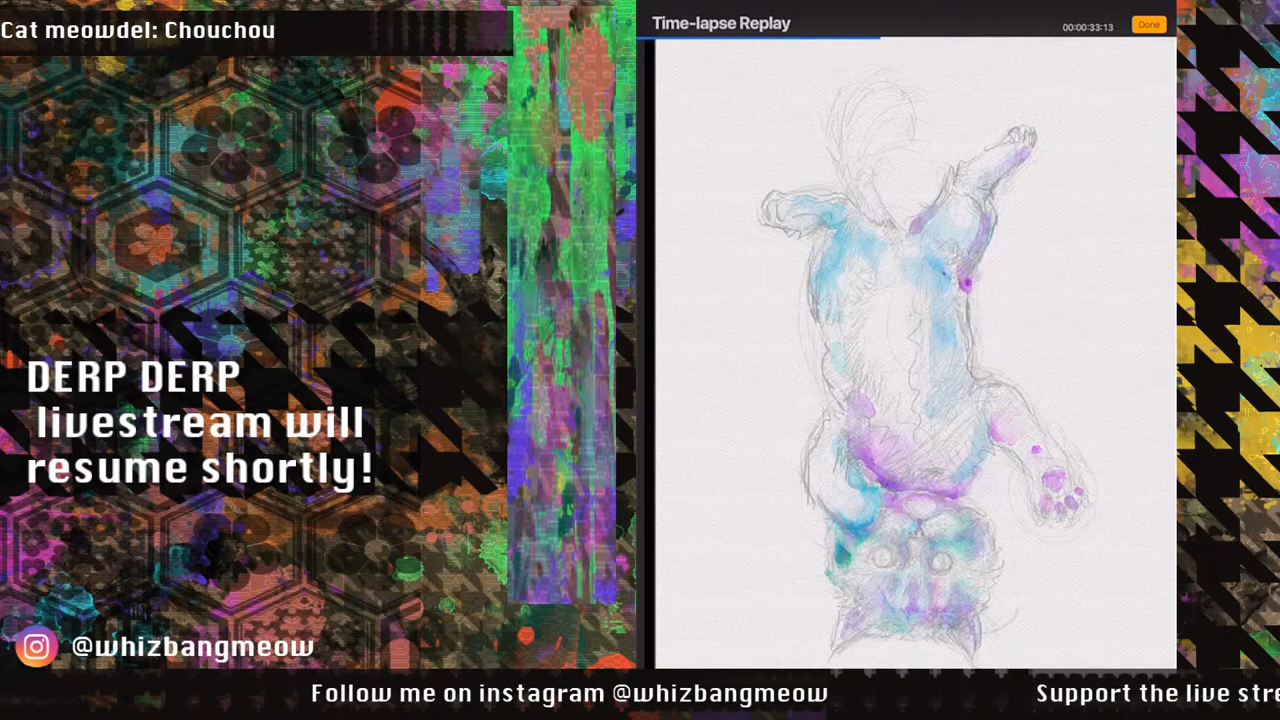 Cat meowdel: Chouchou
Time-lapse Replay
00:00:33:13
Done
DERP DERP
livestream will
resume shortly!
@whizbangmeow
Follow me on instagram @whizbangmeow
Support the live stre